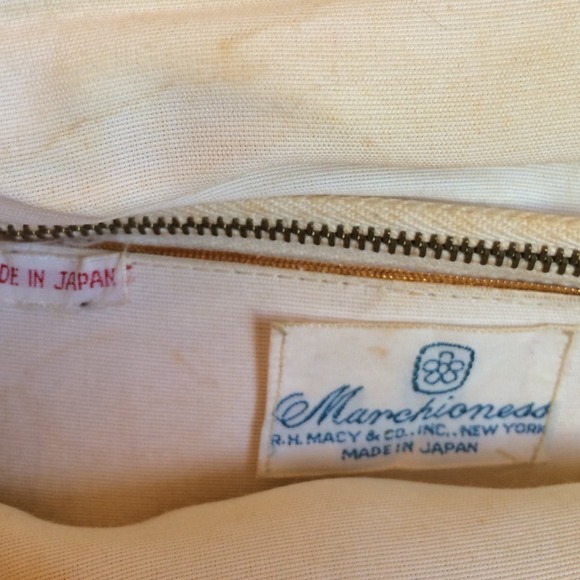 DE IN JAPAN
Marchioness
R.H. MACY & CO., INC., NEW YORK
MADE IN JAPAN